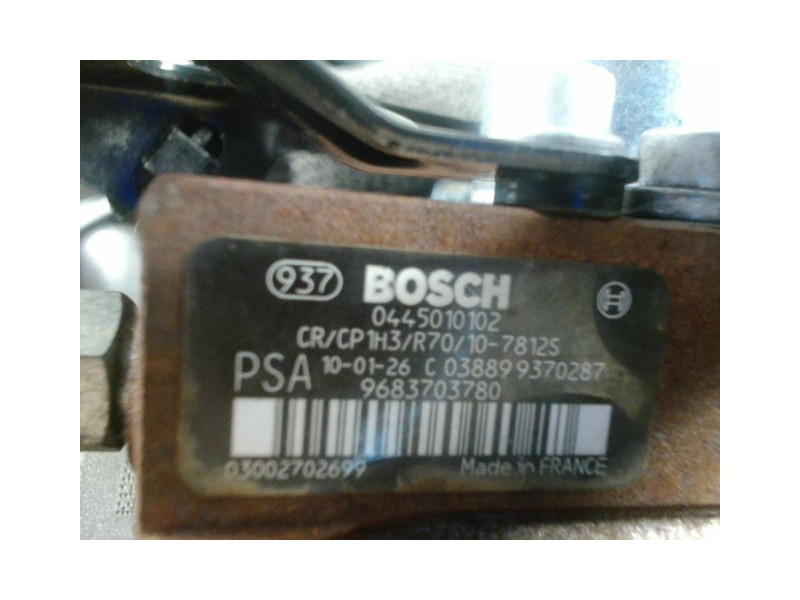 937 BOSCH
0445010102
CR/CP1H3/R70/10-7812S
PSA 10-01-26 C 03889 9370287
9683703780
03002702699 Made in FRANCE